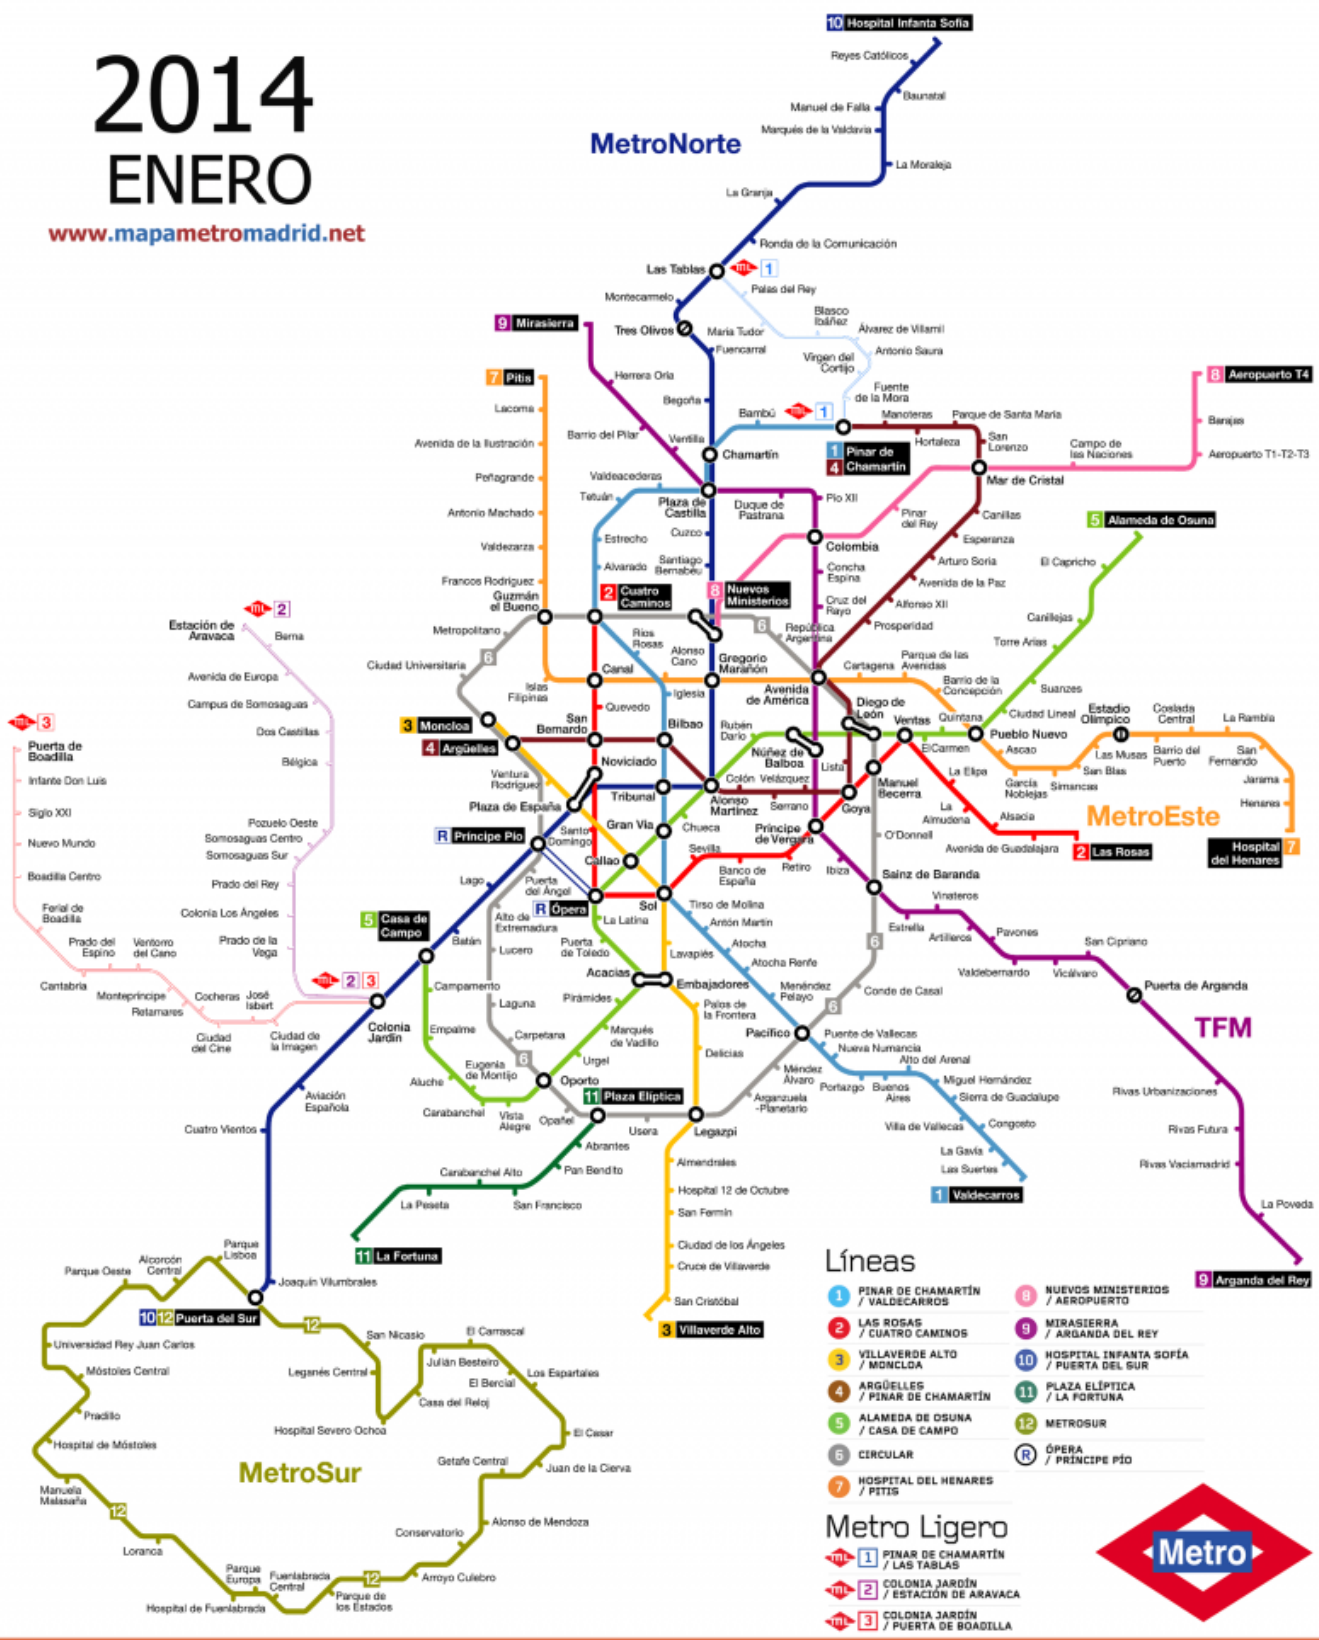 2014
ENERO
www.mapametromadrid.net
10 Hospital Infanta Sofía
Reyes Católicos
Baunatal
Manuel de Falla
Marqués de la Valdavia
MetroNorte
La Moraleja
La Granja
Ronda de la Comunicación
Las Tablas
mL 1
Montecarmelo
Palas del Rey
Tres Olivos
María Tudor
Blasco
Ibáñez
Álvarez de Villamil
Antonio Saura
Virgen del
Cortijo
Fuente
de la Mora
Fuencarral
9 Mirasierra
Herrera Oria
Barrio del Pilar
Ventilla
Begoña
Chamartín
Bambú
mL 1
1 Pinar de
4 Chamartín
Manoteras
Hortaleza
Parque de Santa María
San
Lorenzo
Mar de Cristal
Campo de
las Naciones
8 Aeropuerto T4
Barajas
Aeropuerto T1-T2-T3
7 Pitis
Lacoma
Avenida de la Ilustración
Peñagrande
Antonio Machado
Valdezarza
Francos Rodríguez
Guzmán
el Bueno
Valdeacederas
Tetuán
Estrecho
Alvarado
Plaza de
Castilla
Duque de
Pastrana
Pío XII
Cuzco
Santiago
Bernabéu
Colombia
Pinar
del Rey
Canillas
Esperanza
Arturo Soria
Avenida de la Paz
Alfonso XII
Prosperidad
Concha
Espina
Cruz del
Rayo
5 Alameda de Osuna
El Capricho
Canillejas
Torre Arias
Suanzes
Ciudad Lineal
2 Cuatro
Caminos
8 Nuevos
Ministerios
6
República
Argentina
Metropolitano
6
Ciudad Universitaria
Ríos
Rosas
Alonso
Cano
Gregorio
Marañón
Canal
Islas
Filipinas
Quevedo
Iglesia
Avenida
de América
Cartagena
Parque de las
Avenidas
Barrio de la
Concepción
Diego de
León
Ventas
Quintana
El Carmen
Pueblo Nuevo
Ascao
García
Noblejas
Simancas
San Blas
Las Musas
Estadio
Olímpico
Barrio del
Puerto
Coslada
Central
La Rambla
San
Fernando
Jarama
Henares
MetroEste
Hospital
del Henares 7
mL 2
Estación de
Aravaca
Berna
Avenida de Europa
Campus de Somosaguas
Dos Castillas
Bélgica
Pozuelo Oeste
Somosaguas Centro
Somosaguas Sur
Prado del Rey
Colonia Los Ángeles
Prado de la
Vega
mL 2 3
Colonia
Jardín
mL 3
Puerta de
Boadilla
Infante Don Luis
Siglo XXI
Nuevo Mundo
Boadilla Centro
Ferial de
Boadilla
Cantabria
Prado del
Espino
Ventorro
del Cano
Montepríncipe
Retamares
Cocheras
Ciudad
del Cine
José
Isbert
Ciudad de
la Imagen
3 Moncloa
4 Argüelles
San
Bernardo
Bilbao
Rubén
Darío
Núñez de
Balboa
Lista
Manuel
Becerra
La Elipa
La
Almudena
Alsacia
Avenida de Guadalajara
2 Las Rosas
Ventura
Rodríguez
Noviciado
Plaza de España
Tribunal
Alonso
Martínez
Colón
Velázquez
Serrano
Goya
O'Donnell
R Príncipe Pío
Santo
Domingo
Gran Vía
Chueca
Callao
Sevilla
Banco de
España
Retiro
Príncipe
de Vergara
Ibiza
Sainz de Baranda
Vinateros
Estrella
Artilleros
Pavones
Valdebernardo
Vicálvaro
San Cipriano
Puerta de Arganda
TFM
Rivas Urbanizaciones
Rivas Futura
Rivas Vaciamadrid
La Poveda
9 Arganda del Rey
Lago
Puerta
del Ángel
R Ópera
Sol
Tirso de Molina
Antón Martín
Atocha
Atocha Renfe
Menéndez
Pelayo
Pacífico
Conde de Casal
6
6
5 Casa de
Campo
Batán
Alto de
Extremadura
Lucero
Laguna
Carpetana
6
La Latina
Puerta
de Toledo
Lavapiés
Acacias
Embajadores
Pirámides
Marqués
de Vadillo
Urgel
Palos de
la Frontera
Delicias
Campamento
Empalme
Aluche
Carabanchel
Eugenia
de Montijo
Vista
Alegre
Oporto
Opañel
11 Plaza Elíptica
Usera
Legazpi
Arganzuela
-Planetario
Méndez
Álvaro
Puente de Vallecas
Nueva Numancia
Portazgo
Buenos
Aires
Alto del Arenal
Miguel Hernández
Sierra de Guadalupe
Villa de Vallecas
Congosto
La Gavia
Las Suertes
1 Valdecarros
Abrantes
Pan Bendito
San Francisco
Carabanchel Alto
La Peseta
11 La Fortuna
Almendrales
Hospital 12 de Octubre
San Fermín
Ciudad de los Ángeles
Cruce de Villaverde
San Cristóbal
3 Villaverde Alto
Aviación
Española
Cuatro Vientos
Joaquín Vilumbrales
10 12 Puerta del Sur
Parque
Lisboa
Alcorcón
Central
Parque Oeste
Universidad Rey Juan Carlos
Móstoles Central
Pradillo
Hospital de Móstoles
Manuela
Malasaña
12
Loranca
Hospital de Fuenlabrada
Parque
Europa
Fuenlabrada
Central
Parque de
los Estados
12
Arroyo Culebro
Conservatorio
Alonso de Mendoza
Getafe Central
Juan de la Cierva
El Casar
Los Espartales
El Bercial
El Carrascal
Julián Besteiro
Casa del Reloj
Hospital Severo Ochoa
Leganés Central
San Nicasio
12
MetroSur
Líneas
1 PINAR DE CHAMARTÍN
/ VALDECARROS
2 LAS ROSAS
/ CUATRO CAMINOS
3 VILLAVERDE ALTO
/ MONCLOA
4 ARGÜELLES
/ PINAR DE CHAMARTÍN
5 ALAMEDA DE OSUNA
/ CASA DE CAMPO
6 CIRCULAR
7 HOSPITAL DEL HENARES
/ PITIS
8 NUEVOS MINISTERIOS
/ AEROPUERTO
9 MIRASIERRA
/ ARGANDA DEL REY
10 HOSPITAL INFANTA SOFÍA
/ PUERTA DEL SUR
11 PLAZA ELÍPTICA
/ LA FORTUNA
12 METROSUR
R ÓPERA
/ PRÍNCIPE PÍO
Metro Ligero
mL 1 PINAR DE CHAMARTÍN
/ LAS TABLAS
mL 2 COLONIA JARDÍN
/ ESTACIÓN DE ARAVACA
mL 3 COLONIA JARDÍN
/ PUERTA DE BOADILLA
Metro